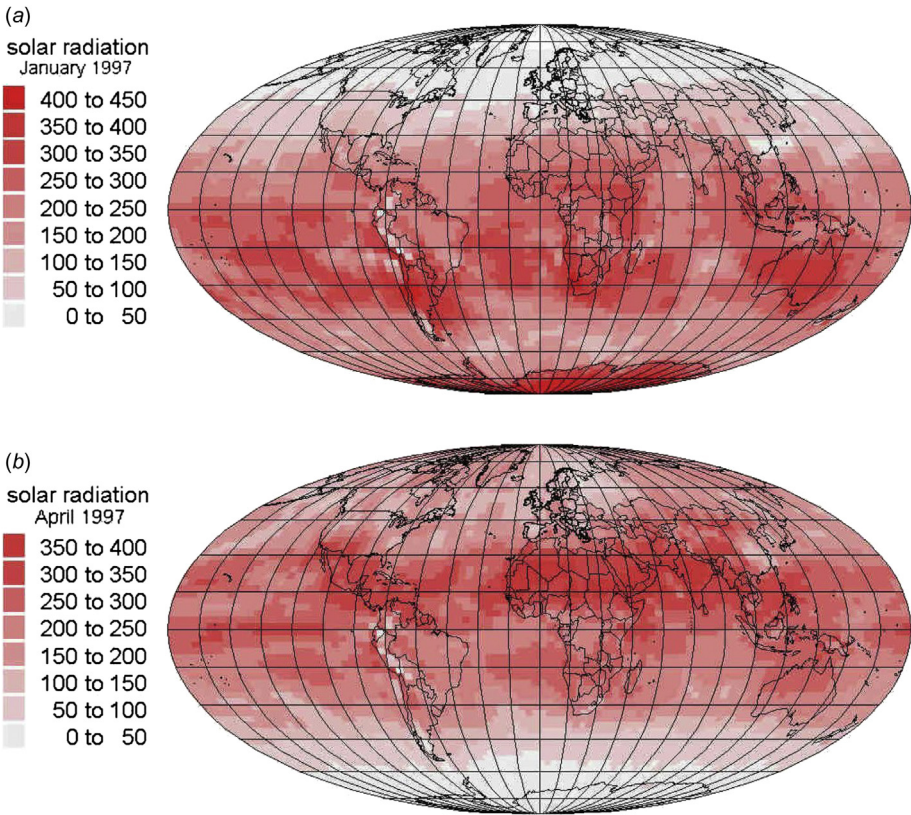 (a)
solar radiation
January 1997
400 to 450
350 to 400
300 to 350
250 to 300
200 to 250
150 to 200
100 to 150
50 to 100
0 to 50
(b)
solar radiation
April 1997
350 to 400
300 to 350
250 to 300
200 to 250
150 to 200
100 to 150
50 to 100
0 to 50